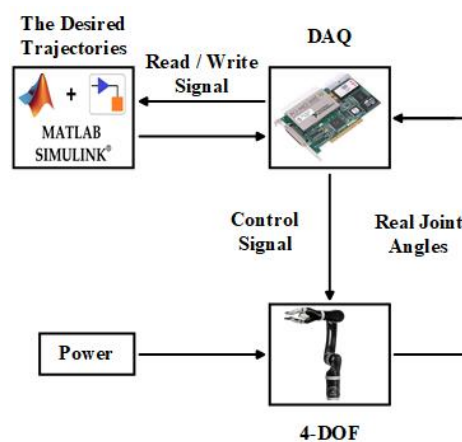 The Desired
Trajectories
DAQ
Read / Write
Signal
+
MATLAB
SIMULINK®
Control
Signal
Real Joint
Angles
Power
4-DOF